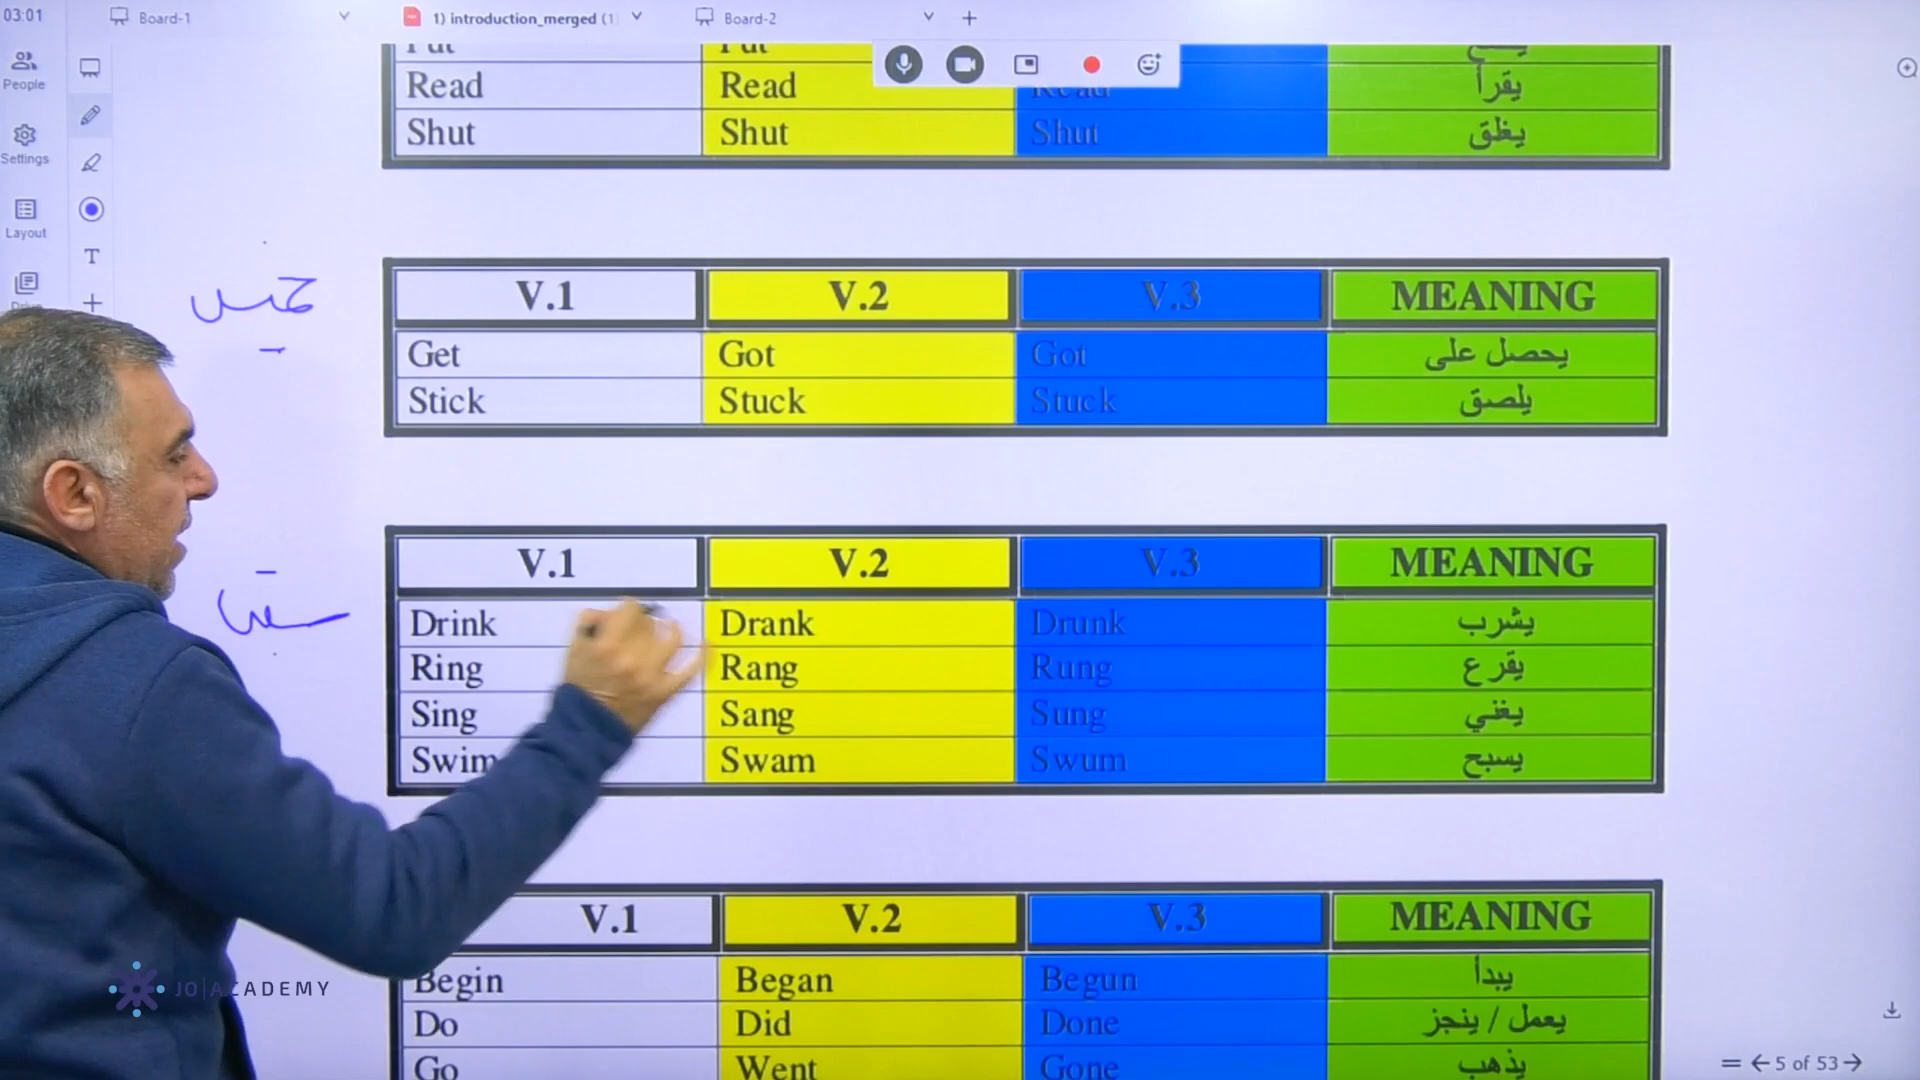 03:01 Board-1 1) introduction_merged (1 Board-2
People
Settings
Layout
T
Read Read Read يقرأ
Shut Shut Shut يغلق
V.1 V.2 V.3 MEANING
Get Got Got يحصل على
Stick Stuck Stuck يلصق
V.1 V.2 V.3 MEANING
Drink Drank Drunk يشرب
Ring Rang Rung يقرع
Sing Sang Sung يغني
Swim Swam Swum يسبح
V.1 V.2 V.3 MEANING
Begin Began Begun يبدأ
Do Did Done يعمل / ينجز
Go Went Gone يذهب
JO|ACADEMY
5 of 53